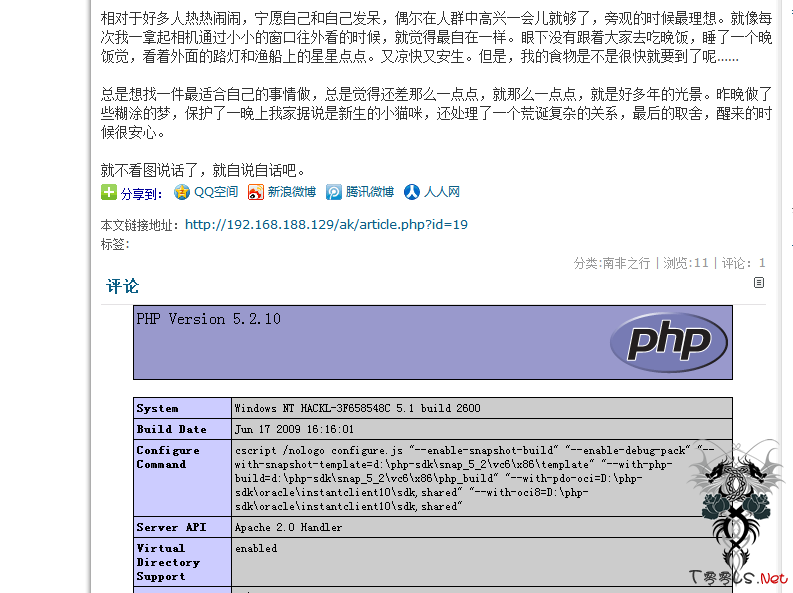 相对于好多人热热闹闹，宁愿自己和自己发呆，偶尔在人群中高兴一会儿就够了，旁观的时候最理想。就像每
次我一拿起相机通过小小的窗口往外看的时候，就觉得最自在一样。眼下没有跟着大家去吃晚饭，睡了一个晚
饭觉，看着外面的路灯和渔船上的星星点点。又凉快又安生。但是，我的食物是不是很快就要到了呢......
总是想找一件最适合自己的事情做，总是觉得还差那么一点点，就那么一点点，就是好多年的光景。昨晚做了
些糊涂的梦，保护了一晚上我家据说是新生的小猫咪，还处理了一个荒诞复杂的关系，最后的取舍，醒来的时
候很安心。
就不看图说话了，就自说自话吧。
分享到： QQ空间 新浪微博 腾讯微博 人人网
本文链接地址：http://192.168.188.129/ak/article.php?id=19
标签:
分类:南非之行 | 浏览:11 | 评论： 1
评论
PHP Version 5.2.10
php
System Windows NT HACKL-3F658548C 5.1 build 2600
Build Date Jun 17 2009 16:16:01
Configure Command cscript /nologo configure.js "--enable-snapshot-build" "--enable-debug-pack" "--
with-snapshot-template=d:\php-sdk\snap_5_2\vc6\x86\template" "--with-php-
build=d:\php-sdk\snap_5_2\vc6\x86\php_build" "--with-pdo-oci=D:\php-
sdk\oracle\instantclient10\sdk,shared" "--with-oci8=D:\php-
sdk\oracle\instantclient10\sdk,shared"
Server API Apache 2.0 Handler
Virtual Directory Support enabled
T00LS.Net